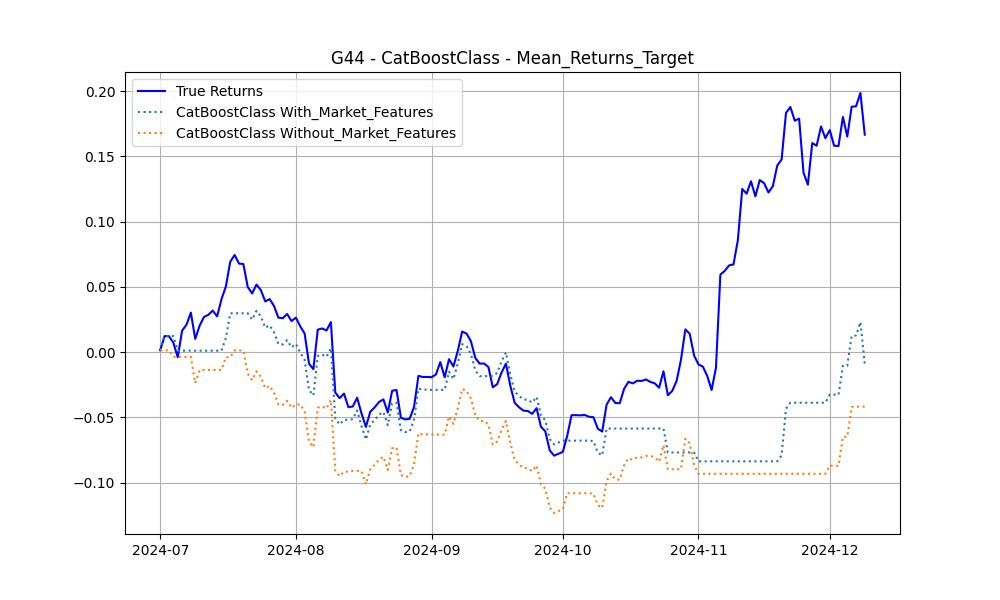 G44 - CatBoostClass - Mean_Returns_Target
True Returns
CatBoostClass With_Market_Features
CatBoostClass Without_Market_Features
0.20
0.15
0.10
0.05
0.00
−0.05
−0.10
2024-07 2024-08 2024-09 2024-10 2024-11 2024-12